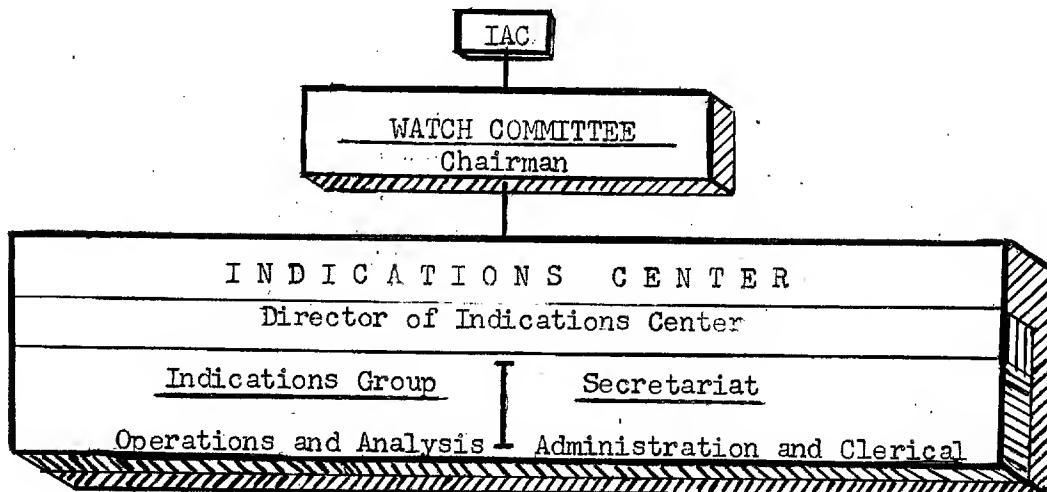 IAC
WATCH COMMITTEE
Chairman
INDICATIONS CENTER
Director of Indications Center
Indications Group Secretariat
Operations and Analysis Administration and Clerical